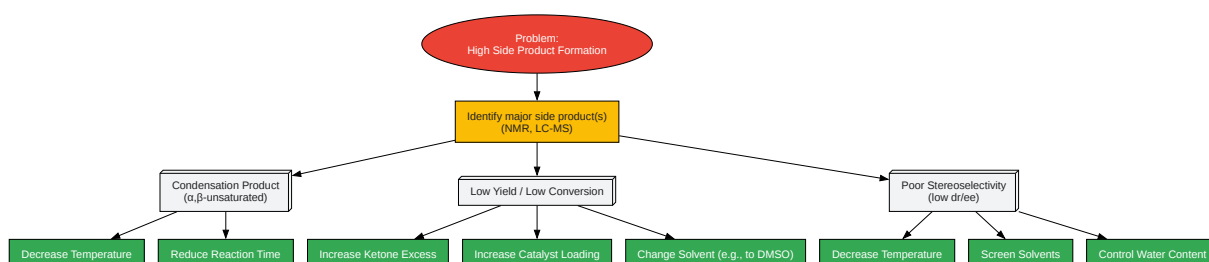 Problem:
High Side Product Formation
Identify major side product(s)
(NMR, LC-MS)
Condensation Product
(α,β-unsaturated)
Low Yield / Low Conversion
Poor Stereoselectivity
(low dr/ee)
Decrease Temperature
Reduce Reaction Time
Increase Ketone Excess
Increase Catalyst Loading
Change Solvent (e.g., to DMSO)
Decrease Temperature
Screen Solvents
Control Water Content